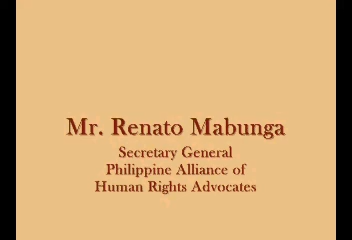 Mr. Renato Mabunga
Secretary General
Philippine Alliance of
Human Rights Advocates